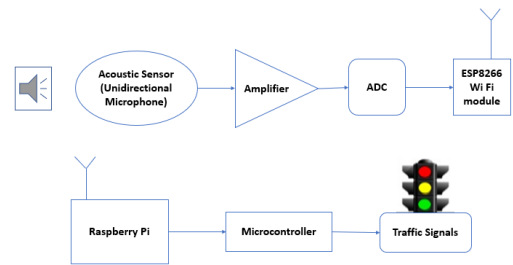 Acoustic Sensor
(Unidirectional
Microphone)
Amplifier
ADC
ESP8266
Wi Fi
module
Raspberry Pi
Microcontroller
Traffic Signals